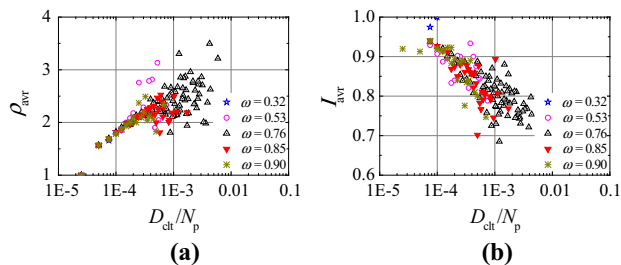 4
3
2
1
ρavr
1E-5 1E-4 1E-3 0.01 0.1
Dclt/Np
ω = 0.32
ω = 0.53
ω = 0.76
ω = 0.85
ω = 0.90
(a)
1.0
0.9
0.8
0.7
0.6
Iavr
1E-5 1E-4 1E-3 0.01 0.1
Dclt/Np
ω = 0.32
ω = 0.53
ω = 0.76
ω = 0.85
ω = 0.90
(b)